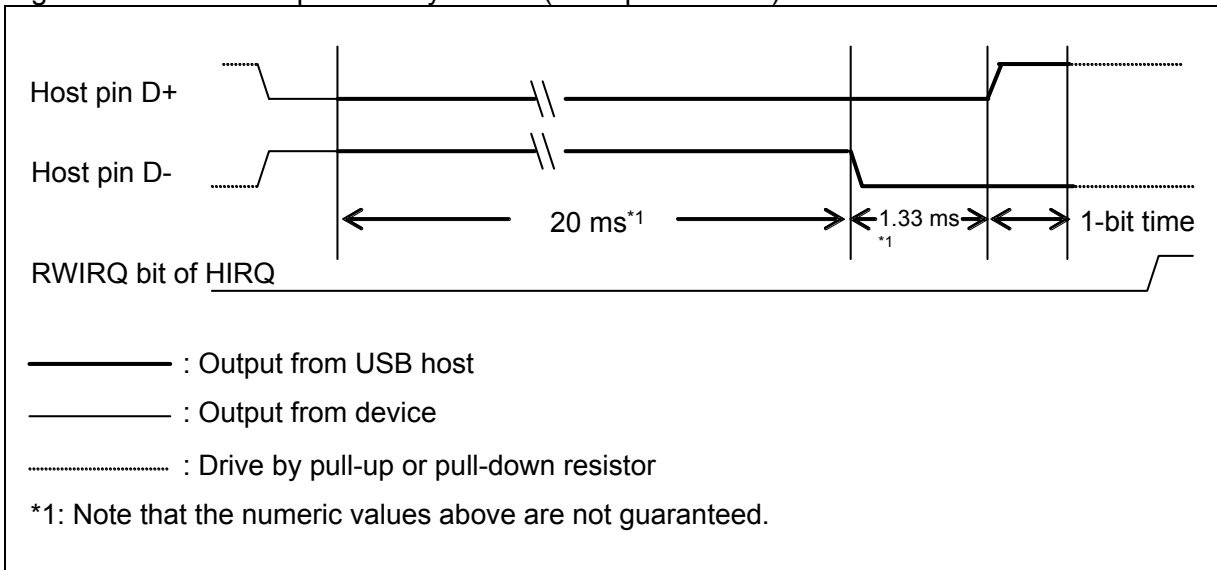 Host pin D+
Host pin D-
20 ms*1
1.33 ms
*1
1-bit time
RWIRQ bit of HIRQ
: Output from USB host
: Output from device
: Drive by pull-up or pull-down resistor
*1: Note that the numeric values above are not guaranteed.